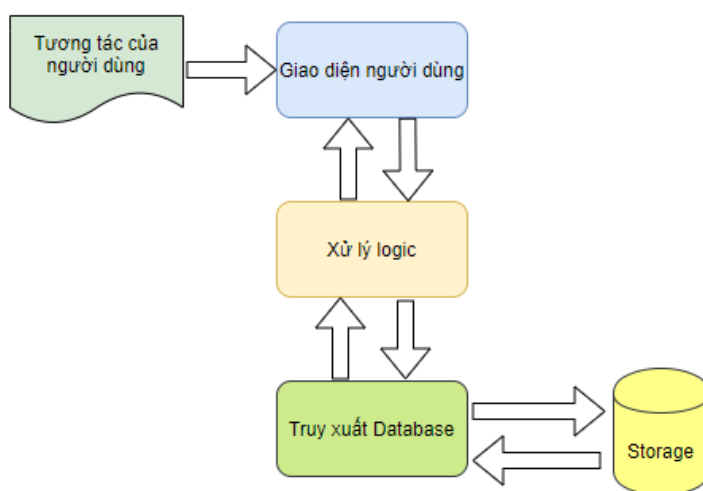 Tương tác của
người dùng
Giao diện người dùng
Xử lý logic
Truy xuất Database
Storage